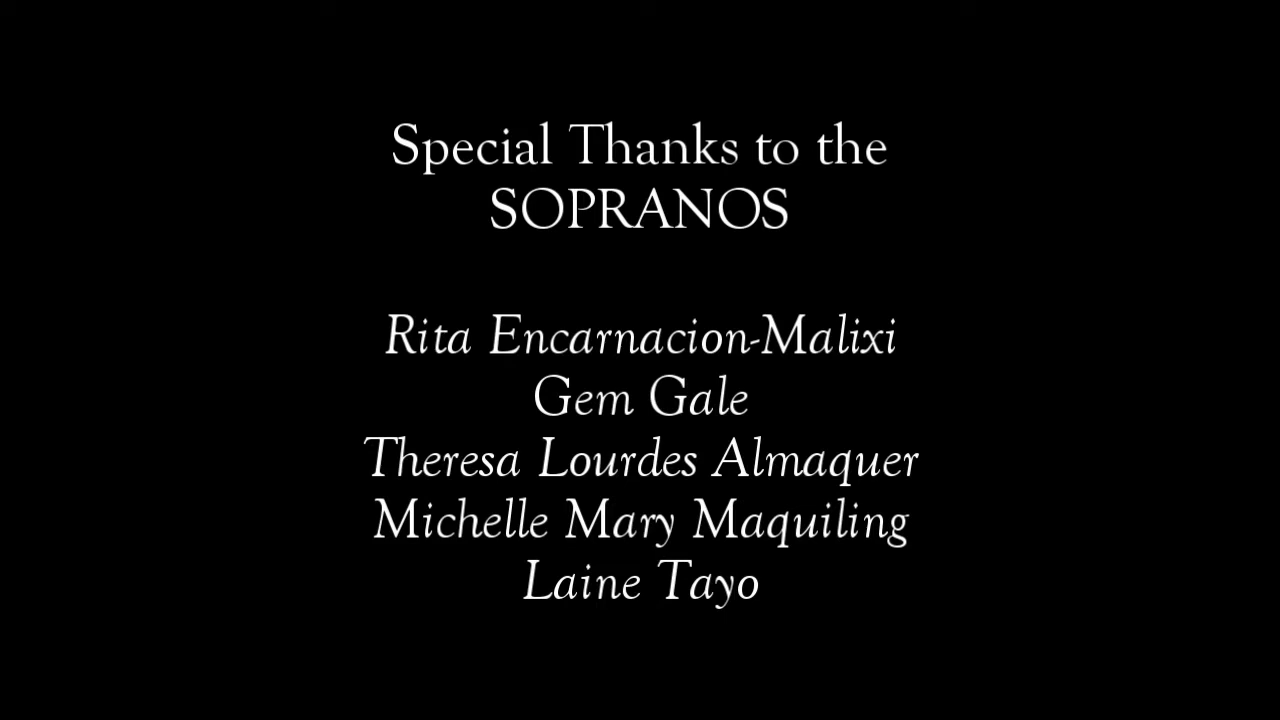 Special Thanks to the
SOPRANOS
Rita Encarnacion-Malixi
Gem Gale
Theresa Lourdes Almaquer
Michelle Mary Maquiling
Laine Tayo